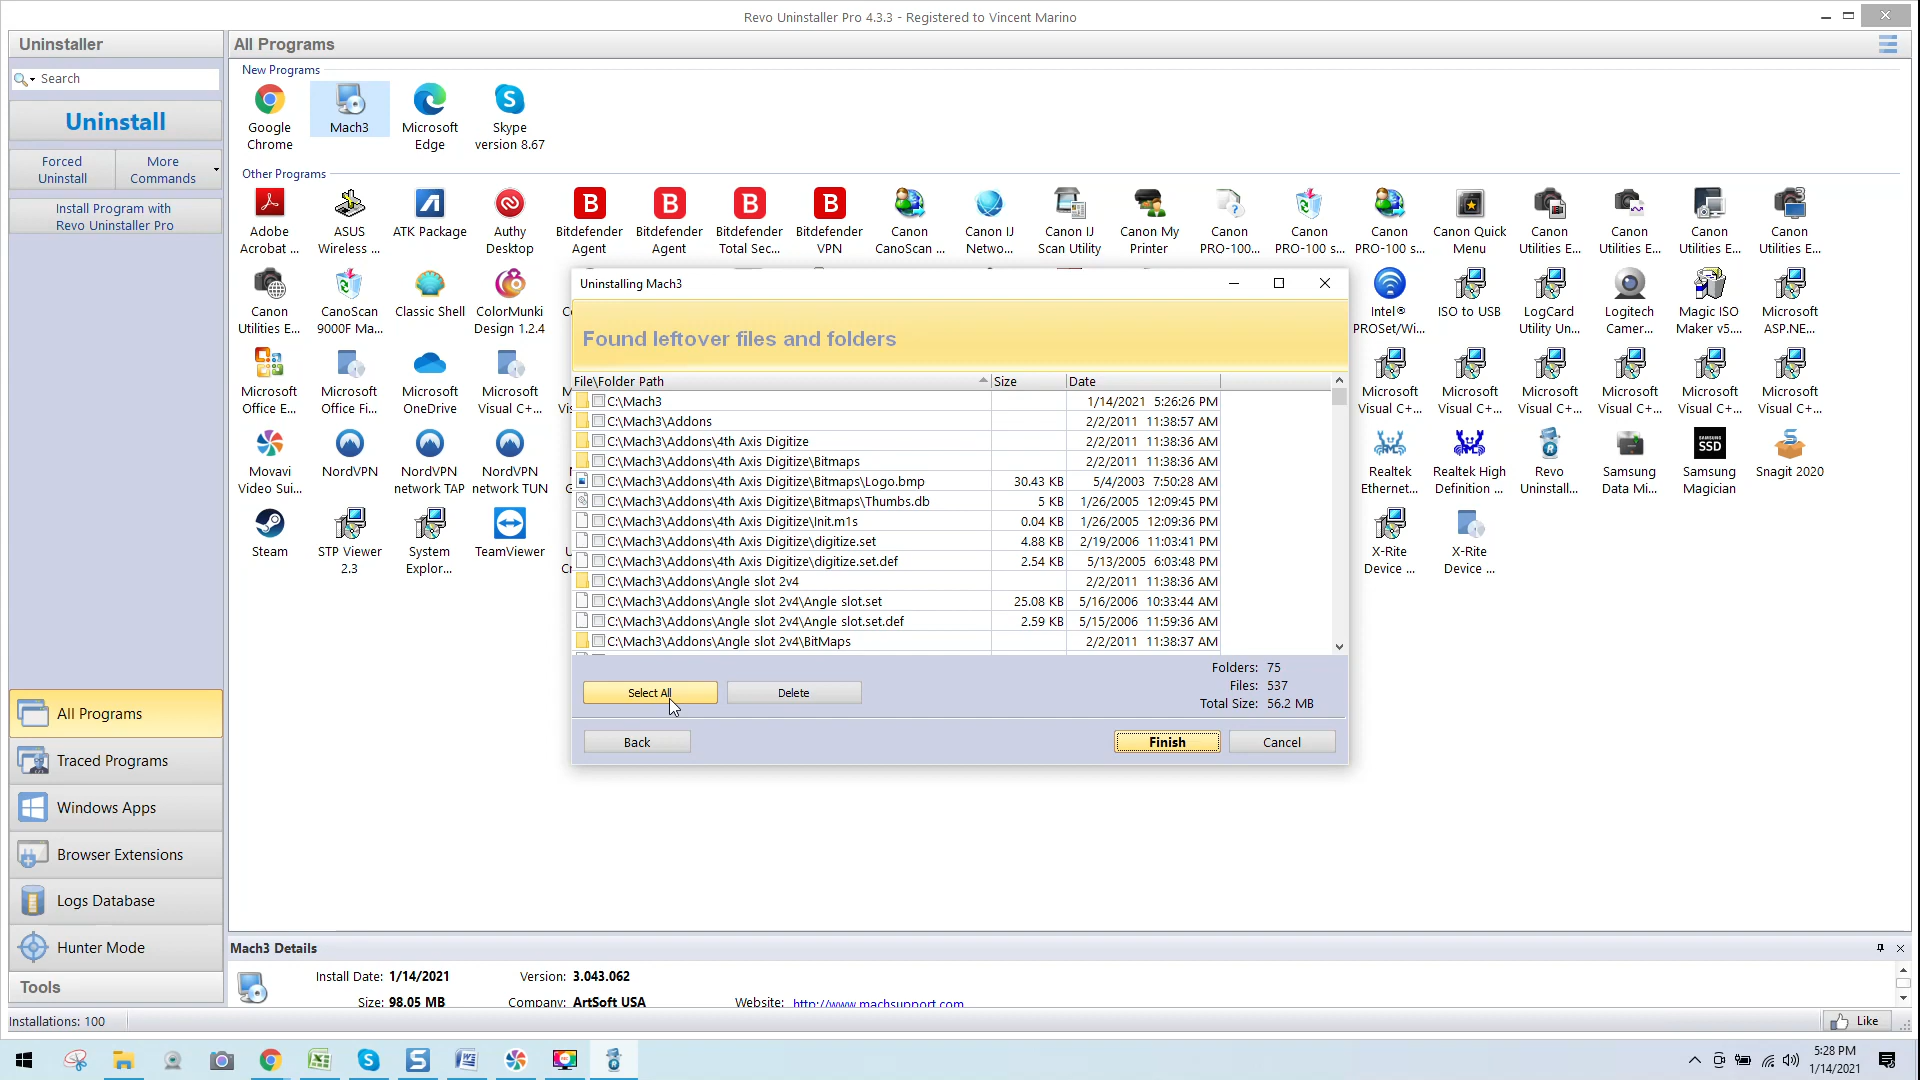 Revo Uninstaller Pro 4.3.3 - Registered to Vincent Marino
Uninstaller
Search
Uninstall
Forced
Uninstall
More
Commands
Install Program with
Revo Uninstaller Pro
All Programs
New Programs
Google
Chrome
Mach3
Microsoft
Edge
Skype
version 8.67
Other Programs
Adobe
Acrobat ...
ASUS
Wireless ...
ATK Package
Authy
Desktop
Bitdefender
Agent
Bitdefender
Agent
Bitdefender
Total Sec...
Bitdefender
VPN
Canon
CanoScan ...
Canon IJ
Netwo...
Canon IJ
Scan Utility
Canon My
Printer
Canon
PRO-100...
Canon
PRO-100 s...
Canon
PRO-100 s...
Canon Quick
Menu
Canon
Utilities E...
Canon
Utilities E...
Canon
Utilities E...
Canon
Utilities E...
Canon
Utilities E...
CanoScan
9000F Ma...
Classic Shell
ColorMunki
Design 1.2.4
Intel®
PROSet/Wi...
ISO to USB
LogCard
Utility Un...
Logitech
Camer...
Magic ISO
Maker v5....
Microsoft
ASP.NE...
Microsoft
Office E...
Microsoft
Office Fi...
Microsoft
OneDrive
Microsoft
Visual C+...
Microsoft
Visual C+...
Microsoft
Visual C+...
Microsoft
Visual C+...
Microsoft
Visual C+...
Microsoft
Visual C+...
Microsoft
Visual C+...
Movavi
Video Sui...
NordVPN
NordVPN
network TAP
NordVPN
network TUN
Realtek
Ethernet...
Realtek High
Definition ...
Revo
Uninstall...
Samsung
Data Mi...
SAMSUNG
SSD
Samsung
Magician
Snagit 2020
Steam
STP Viewer
2.3
System
Explor...
TeamViewer
X-Rite
Device ...
X-Rite
Device ...
Uninstalling Mach3
Found leftover files and folders
File\Folder Path Size Date
C:\Mach3 1/14/2021 5:26:26 PM
C:\Mach3\Addons 2/2/2011 11:38:57 AM
C:\Mach3\Addons\4th Axis Digitize 2/2/2011 11:38:36 AM
C:\Mach3\Addons\4th Axis Digitize\Bitmaps 2/2/2011 11:38:36 AM
C:\Mach3\Addons\4th Axis Digitize\Bitmaps\Logo.bmp 30.43 KB 5/4/2003 7:50:28 AM
C:\Mach3\Addons\4th Axis Digitize\Bitmaps\Thumbs.db 5 KB 1/26/2005 12:09:45 PM
C:\Mach3\Addons\4th Axis Digitize\Init.m1s 0.04 KB 1/26/2005 12:09:36 PM
C:\Mach3\Addons\4th Axis Digitize\digitize.set 4.88 KB 2/19/2006 11:03:41 PM
C:\Mach3\Addons\4th Axis Digitize\digitize.set.def 2.54 KB 5/13/2005 6:03:48 PM
C:\Mach3\Addons\Angle slot 2v4 2/2/2011 11:38:36 AM
C:\Mach3\Addons\Angle slot 2v4\Angle slot.set 25.08 KB 5/16/2006 10:33:44 AM
C:\Mach3\Addons\Angle slot 2v4\Angle slot.set.def 2.59 KB 5/15/2006 11:59:36 AM
C:\Mach3\Addons\Angle slot 2v4\BitMaps 2/2/2011 11:38:37 AM
Folders: 75
Files: 537
Total Size: 56.2 MB
Select All
Delete
Back
Finish
Cancel
All Programs
Traced Programs
Windows Apps
Browser Extensions
Logs Database
Hunter Mode
Tools
Mach3 Details
Install Date: 1/14/2021 Version: 3.043.062
Size: 98.05 MB Company: ArtSoft USA Website: http://www.machsupport.com
Installations: 100
Like
5:28 PM
1/14/2021